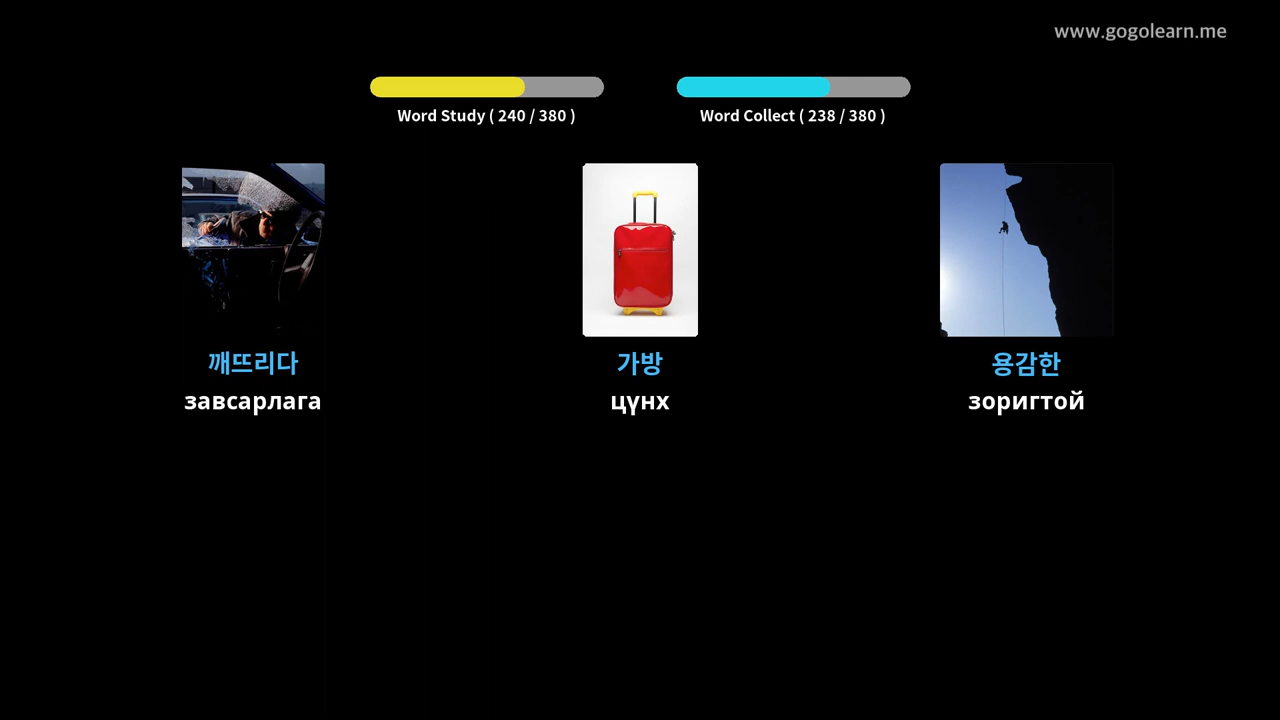 www.gogolearn.me
Word Study ( 240 / 380 )
Word Collect ( 238 / 380 )
깨뜨리다
завсарлага
가방
цүнх
용감한
зоригтой